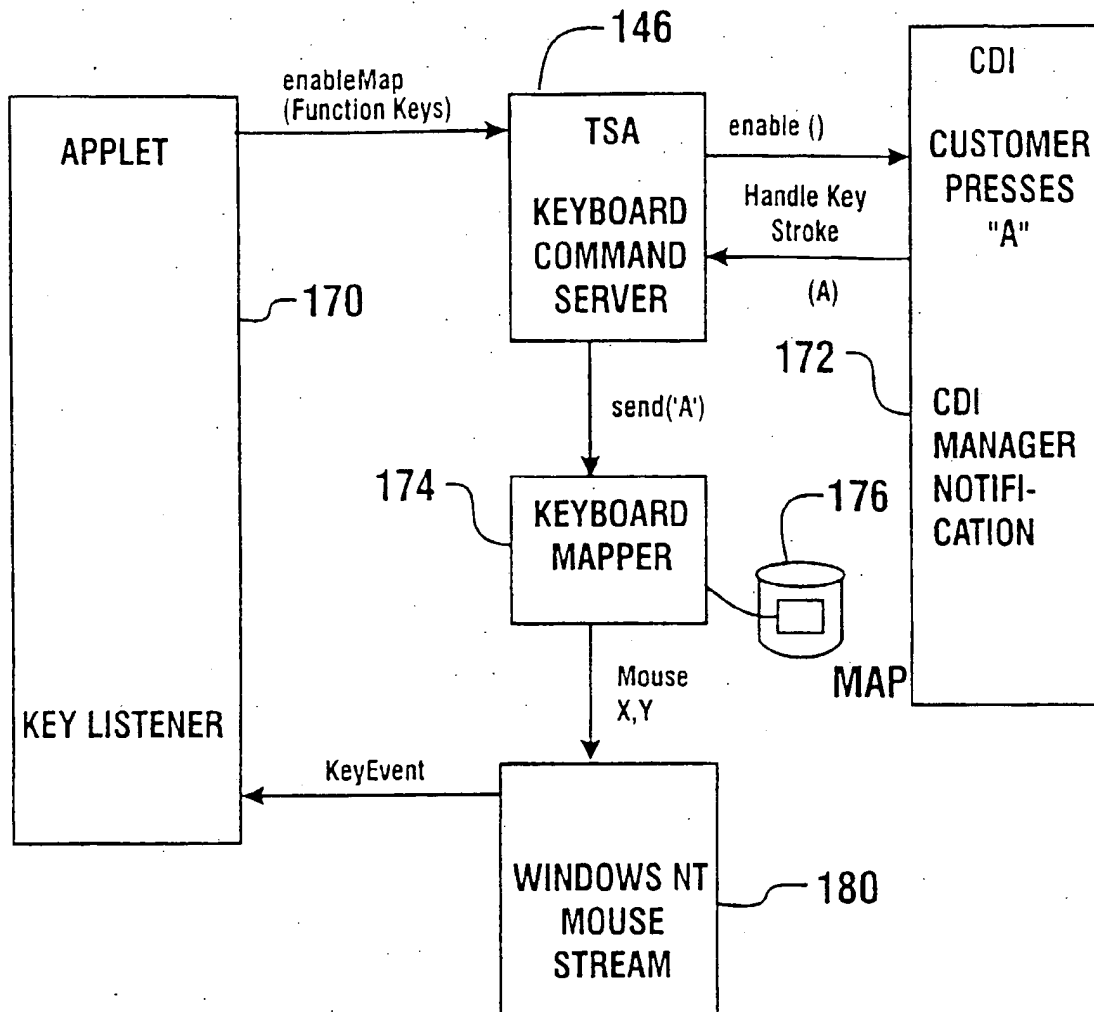 146
enableMap
(Function Keys)
APPLET
170
KEY LISTENER
TSA
KEYBOARD
COMMAND
SERVER
enable ()
Handle Key
Stroke
(A)
CDI
CUSTOMER
PRESSES
"A"
172
CDI
MANAGER
NOTIFI-
CATION
send('A')
174
KEYBOARD
MAPPER
176
MAP
Mouse
X,Y
KeyEvent
WINDOWS NT
MOUSE
STREAM
180